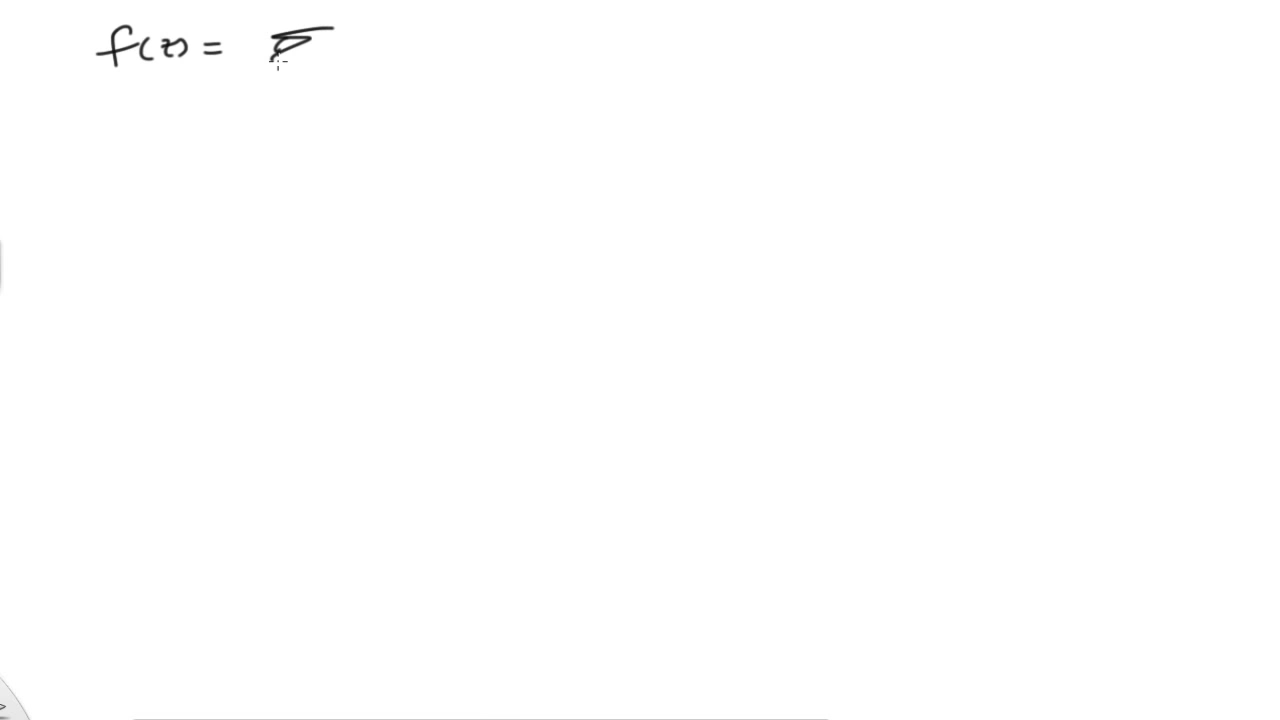 f(z) =